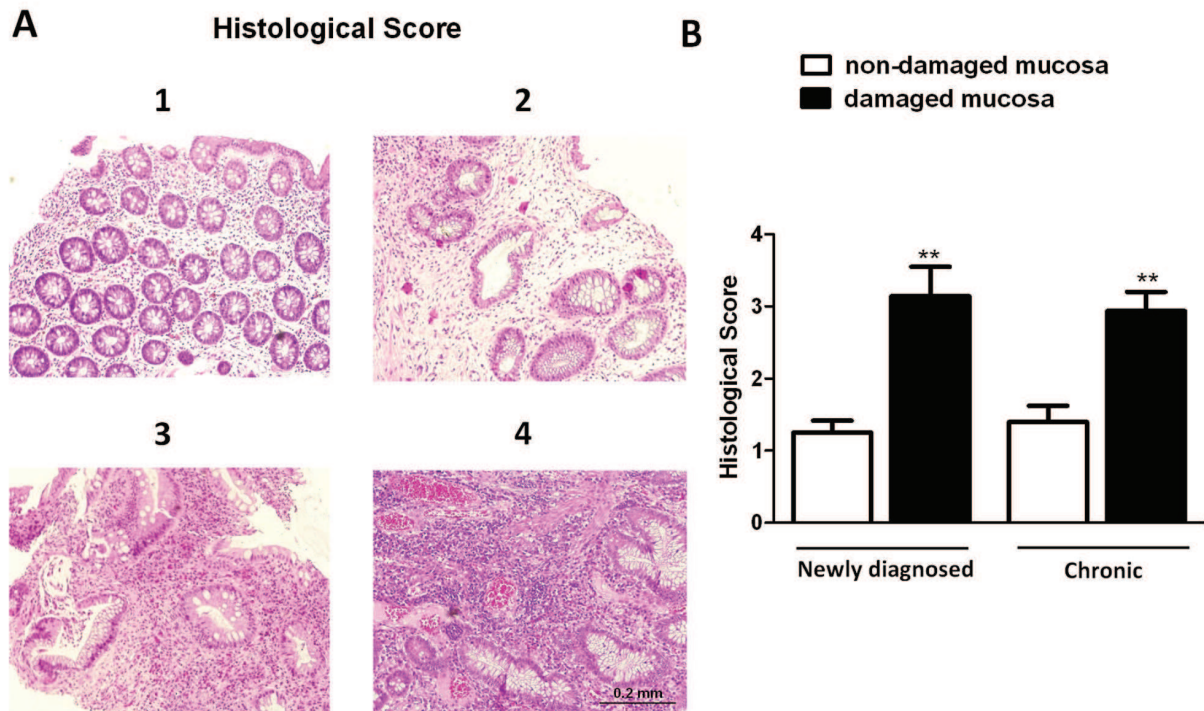 A
Histological Score
1
2
3
4
0.2 mm
B
non-damaged mucosa
damaged mucosa
Histological Score
4
3
2
1
0
**
**
Newly diagnosed
Chronic